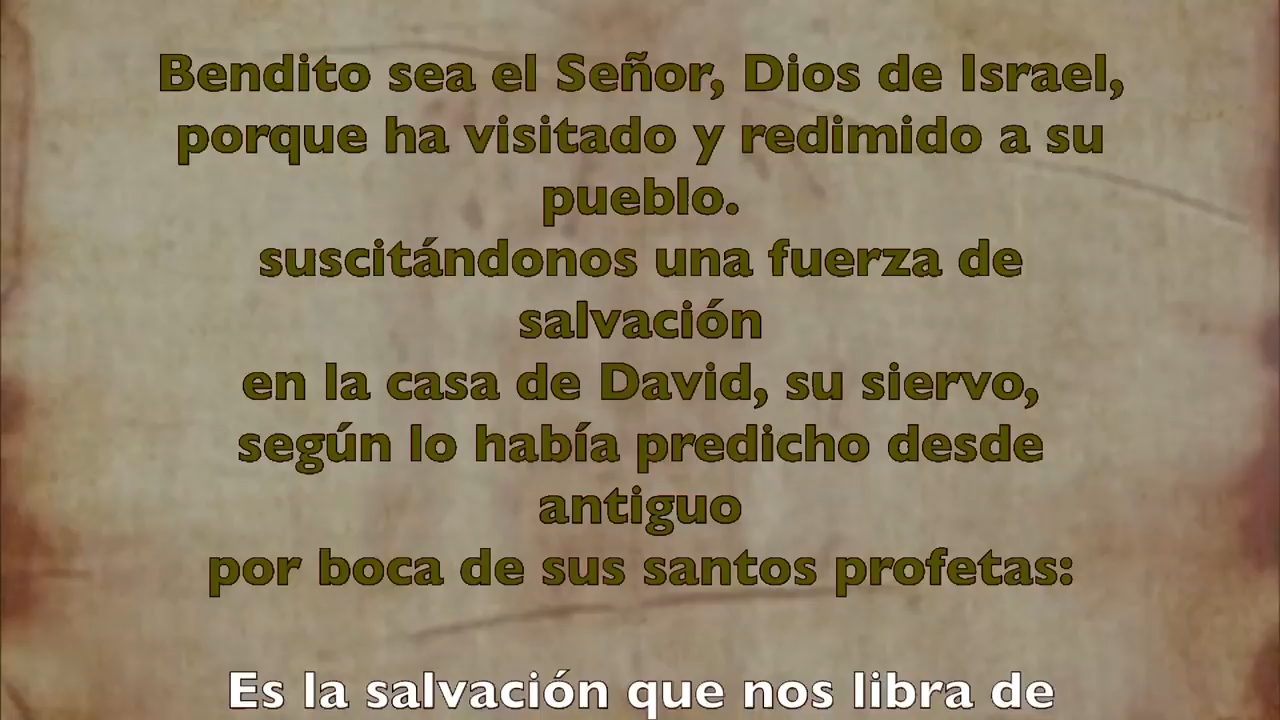 Bendito sea el Señor, Dios de Israel,
porque ha visitado y redimido a su
pueblo.
suscitándonos una fuerza de
salvación
en la casa de David, su siervo,
según lo había predicho desde
antiguo
por boca de sus santos profetas:
Es la salvación que nos libra de